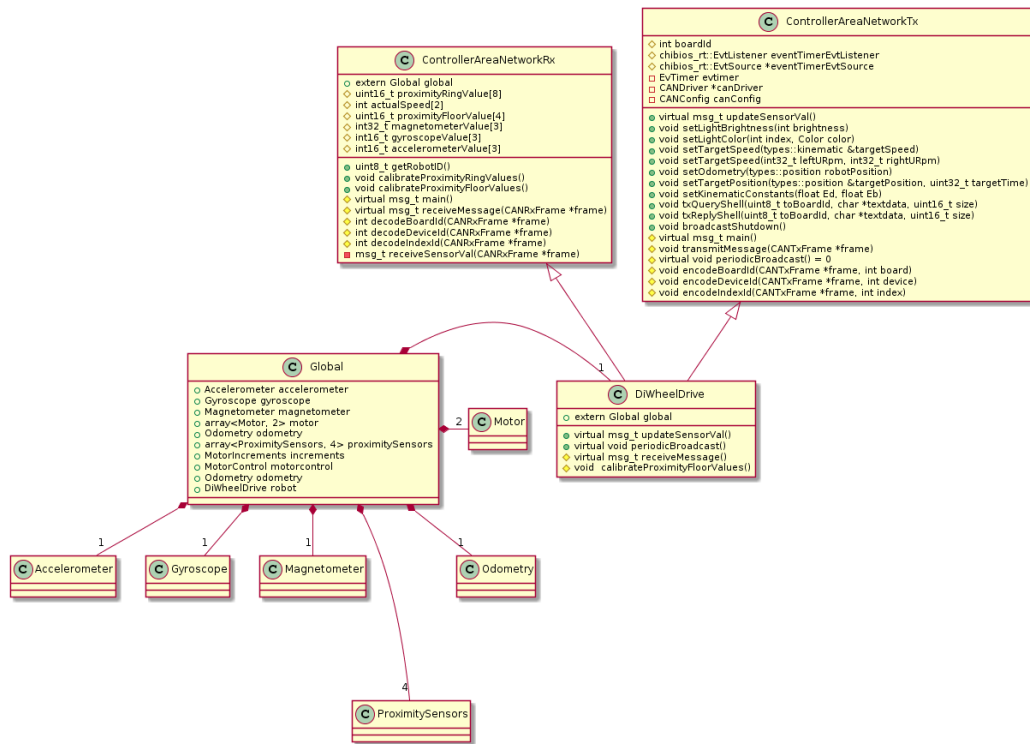 C ControllerAreaNetworkTx
int boardId
chibios_rt::EvtListener eventTimerEvtListener
chibios_rt::EvtSource *eventTimerEvtSource
EvTimer evtimer
CANDriver *canDriver
CANConfig canConfig
virtual msg_t updateSensorVal()
void setLightBrightness(int brightness)
void setLightColor(int index, Color color)
void setTargetSpeed(types::kinematic &targetSpeed)
void setTargetSpeed(int32_t leftURpm, int32_t rightURpm)
void setOdometry(types::position robotPosition)
void setTargetPosition(types::position &targetPosition, uint32_t targetTime)
void setKinematicConstants(float Ed, float Eb)
void txQueryShell(uint8_t toBoardId, char *textdata, uint16_t size)
void txReplyShell(uint8_t toBoardId, char *textdata, uint16_t size)
void broadcastShutdown()
virtual msg_t main()
void transmitMessage(CANTxFrame *frame)
virtual void periodicBroadcast() = 0
void encodeBoardId(CANTxFrame *frame, int board)
void encodeDeviceId(CANTxFrame *frame, int device)
void encodeIndexId(CANTxFrame *frame, int index)
C ControllerAreaNetworkRx
extern Global global
uint16_t proximityRingValue[8]
int actualSpeed[2]
uint16_t proximityFloorValue[4]
int32_t magnetometerValue[3]
int16_t gyroscopeValue[3]
int16_t accelerometerValue[3]
uint8_t getRobotID()
void calibrateProximityRingValues()
void calibrateProximityFloorValues()
virtual msg_t main()
virtual msg_t receiveMessage(CANRxFrame *frame)
int decodeBoardId(CANRxFrame *frame)
int decodeDeviceId(CANRxFrame *frame)
int decodeIndexId(CANRxFrame *frame)
msg_t receiveSensorVal(CANRxFrame *frame)
C Global
Accelerometer accelerometer
Gyroscope gyroscope
Magnetometer magnetometer
array<Motor, 2> motor
Odometry odometry
array<ProximitySensors, 4> proximitySensors
MotorIncrements increments
MotorControl motorcontrol
Odometry odometry
DiWheelDrive robot
1
2
C Motor
C DiWheelDrive
extern Global global
virtual msg_t updateSensorVal()
virtual void periodicBroadcast()
virtual msg_t receiveMessage()
void calibrateProximityFloorValues()
1
1
1
1
C Accelerometer
C Gyroscope
C Magnetometer
C Odometry
4
C ProximitySensors